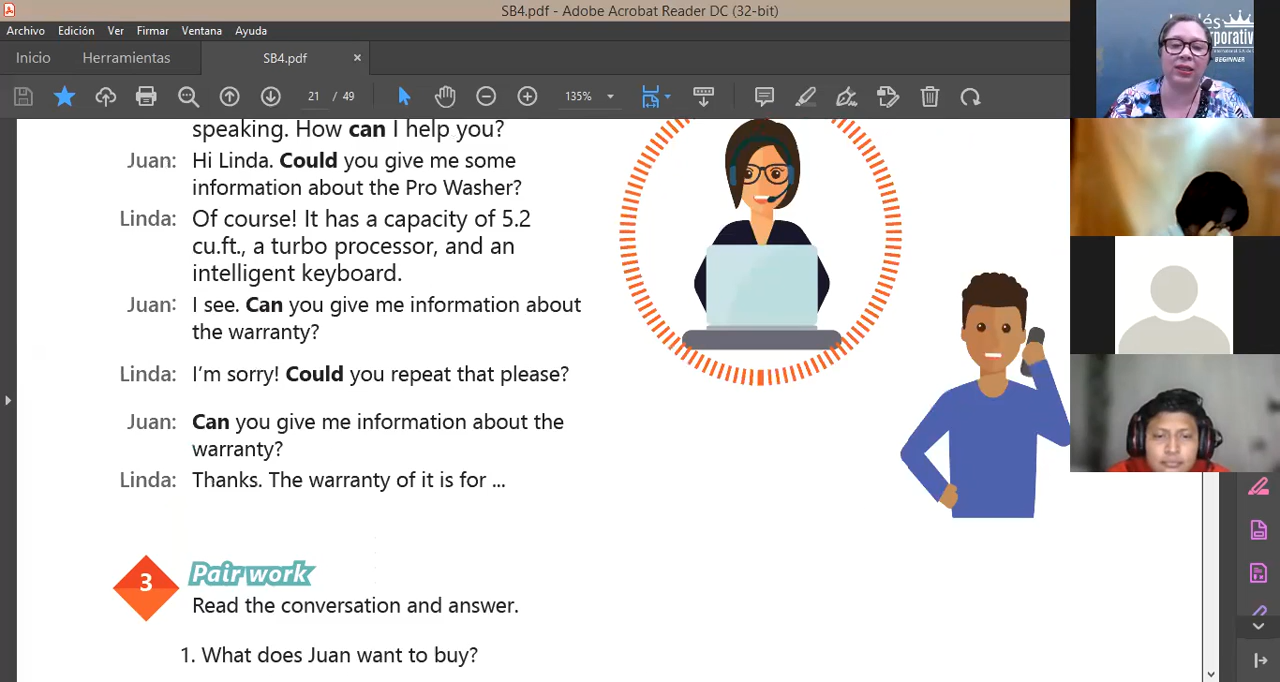 SB4.pdf - Adobe Acrobat Reader DC (32-bit)
Archivo Edición Ver Firmar Ventana Ayuda
Inicio Herramientas SB4.pdf ×
21 / 49 135%
speaking. How can I help you?
Juan: Hi Linda. Could you give me some
information about the Pro Washer?
Linda: Of course! It has a capacity of 5.2
cu.ft., a turbo processor, and an
intelligent keyboard.
Juan: I see. Can you give me information about
the warranty?
Linda: I'm sorry! Could you repeat that please?
Juan: Can you give me information about the
warranty?
Linda: Thanks. The warranty of it is for ...
3 Pair work
Read the conversation and answer.
1. What does Juan want to buy?
BEGINNER